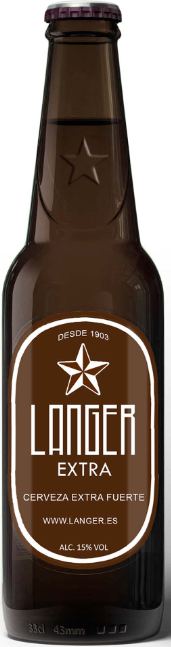 DESDE 1903
LANGER
EXTRA
CERVEZA EXTRA FUERTE
WWW.LANGER.ES
ALC. 15% VOL
33cl 43mm